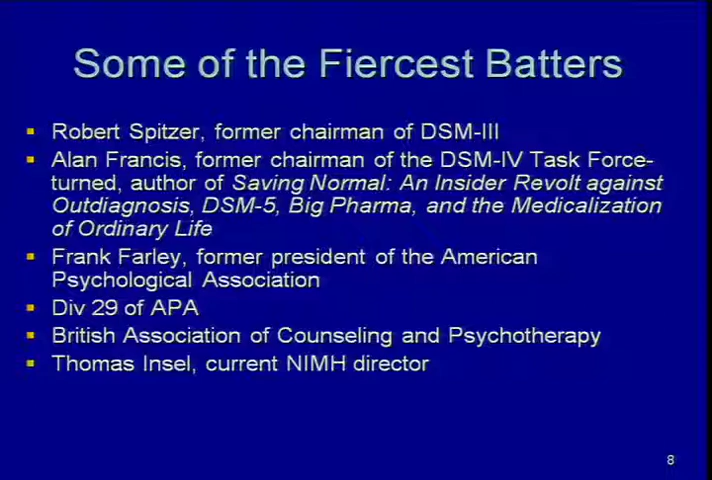 Some of the Fiercest Batters
Robert Spitzer, former chairman of DSM-III
Alan Francis, former chairman of the DSM-IV Task Force-
turned, author of Saving Normal: An Insider Revolt against
Outdiagnosis, DSM-5, Big Pharma, and the Medicalization
of Ordinary Life
Frank Farley, former president of the American
Psychological Association
Div 29 of APA
British Association of Counseling and Psychotherapy
Thomas Insel, current NIMH director
8